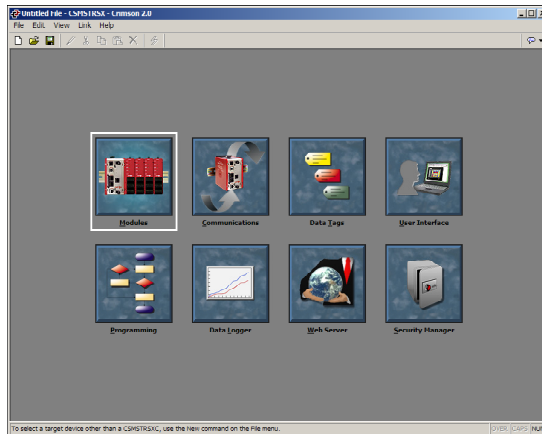 Untitled File - CSMSTRSX - Crimson 2.0
File Edit View Link Help
Modules Communications Data Tags User Interface
Programming Data Logger Web Server Security Manager
To select a target device other than a CSMSTRSXC, use the New command on the File menu. OVER CAPS NU